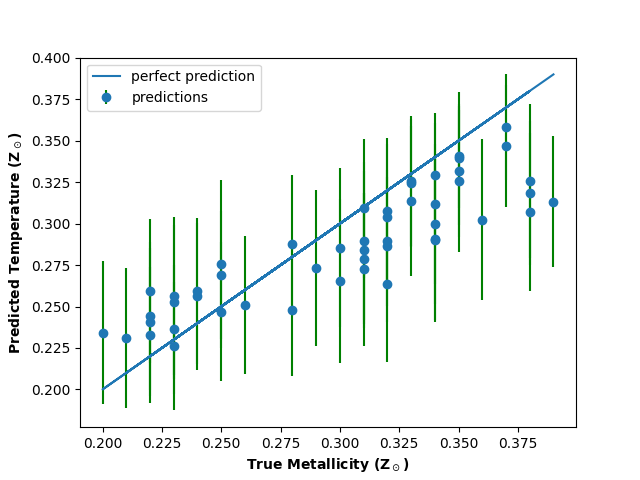 perfect prediction
predictions
Predicted Temperature (Z⊙)
0.400
0.375
0.350
0.325
0.300
0.275
0.250
0.225
0.200
0.200 0.225 0.250 0.275 0.300 0.325 0.350 0.375
True Metallicity (Z⊙)